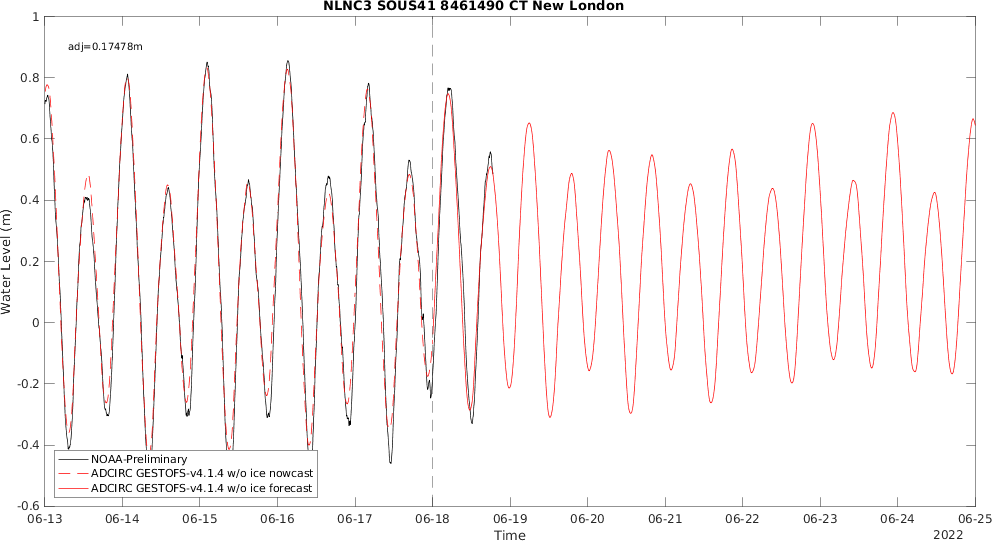 NLNC3 SOUS41 8461490 CT New London
adj=0.17478m
1
0.8
0.6
0.4
0.2
0
-0.2
-0.4
-0.6
Water Level (m)
NOAA-Preliminary
ADCIRC GESTOFS-v4.1.4 w/o ice nowcast
ADCIRC GESTOFS-v4.1.4 w/o ice forecast
06-13 06-14 06-15 06-16 06-17 06-18 06-19 06-20 06-21 06-22 06-23 06-24 06-25
Time
2022